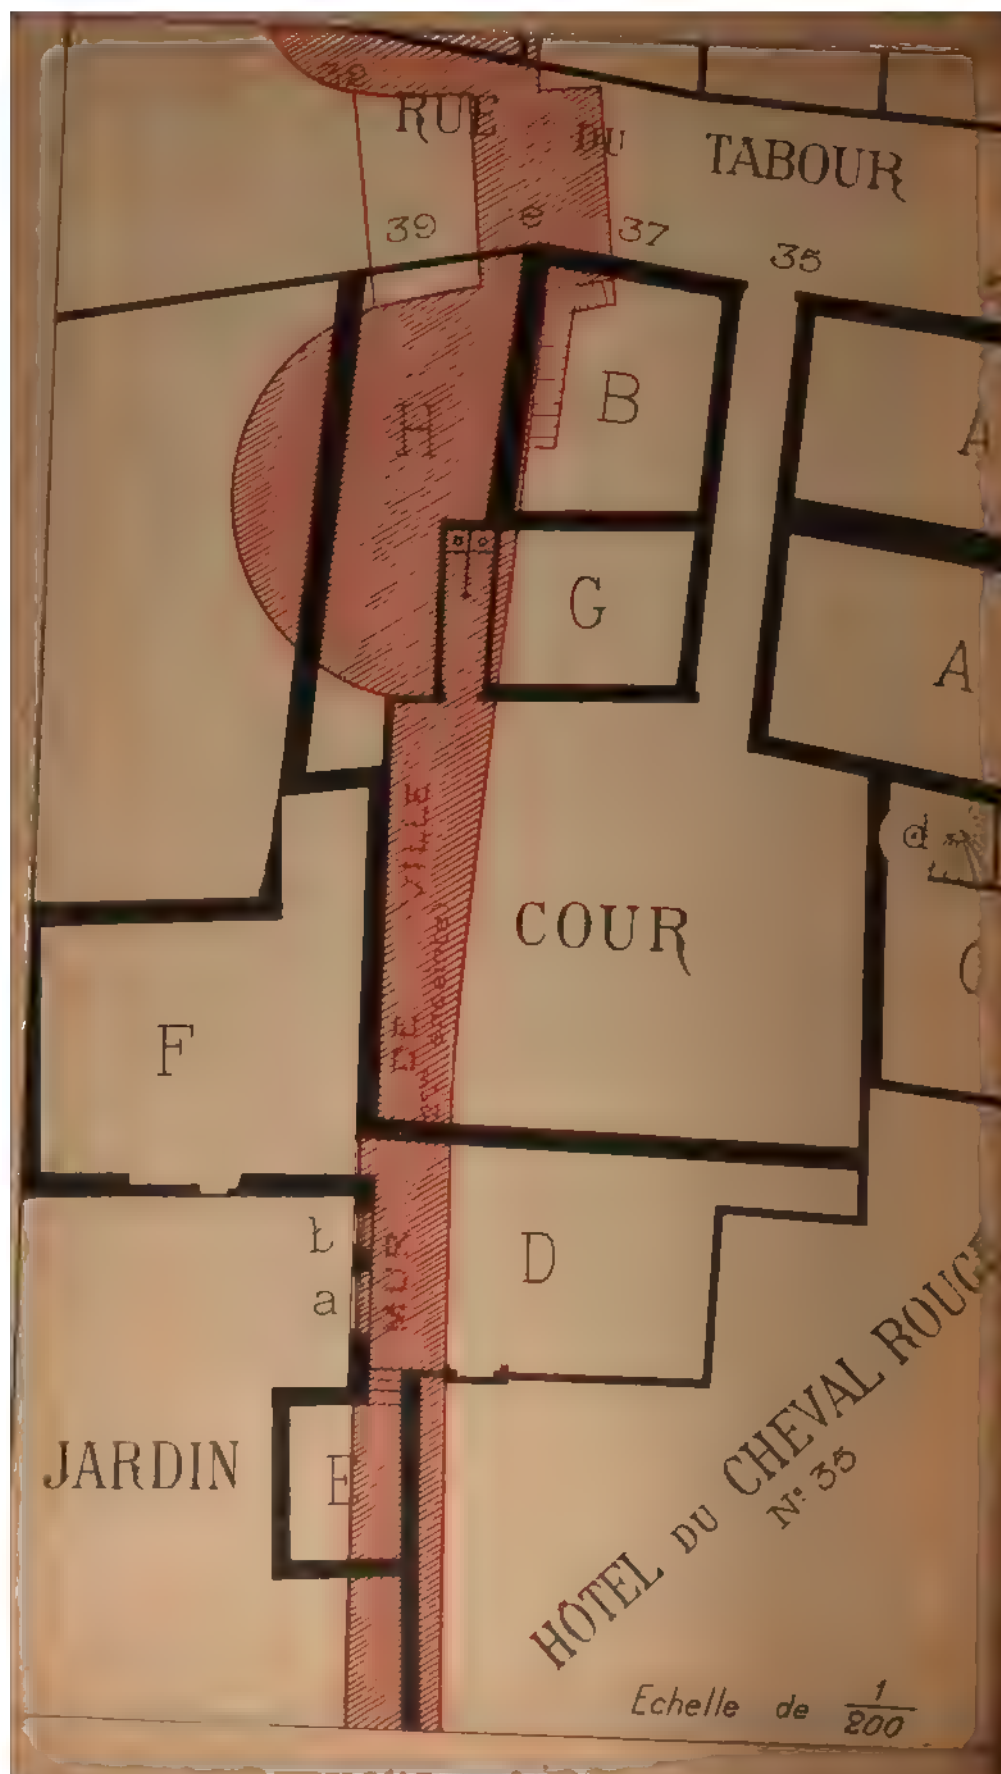 RUE DU TABOUR
39
e
37
35
H
B
A
G
A
d
COUR
F
MUR DE VILLE
enceinte)
b
a
D
JARDIN
E
HÔTEL DU CHEVAL ROUGE
N° 35
Echelle de 1/200